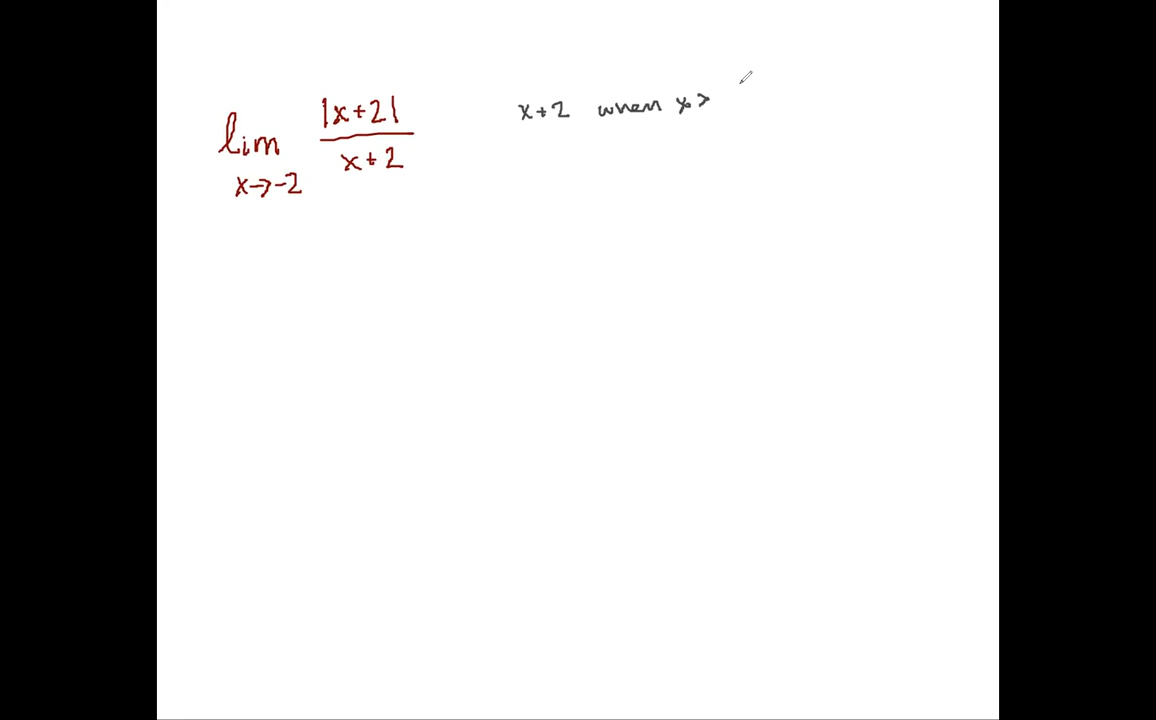 lim |x+2| / x+2 x+2 when x>
x→-2